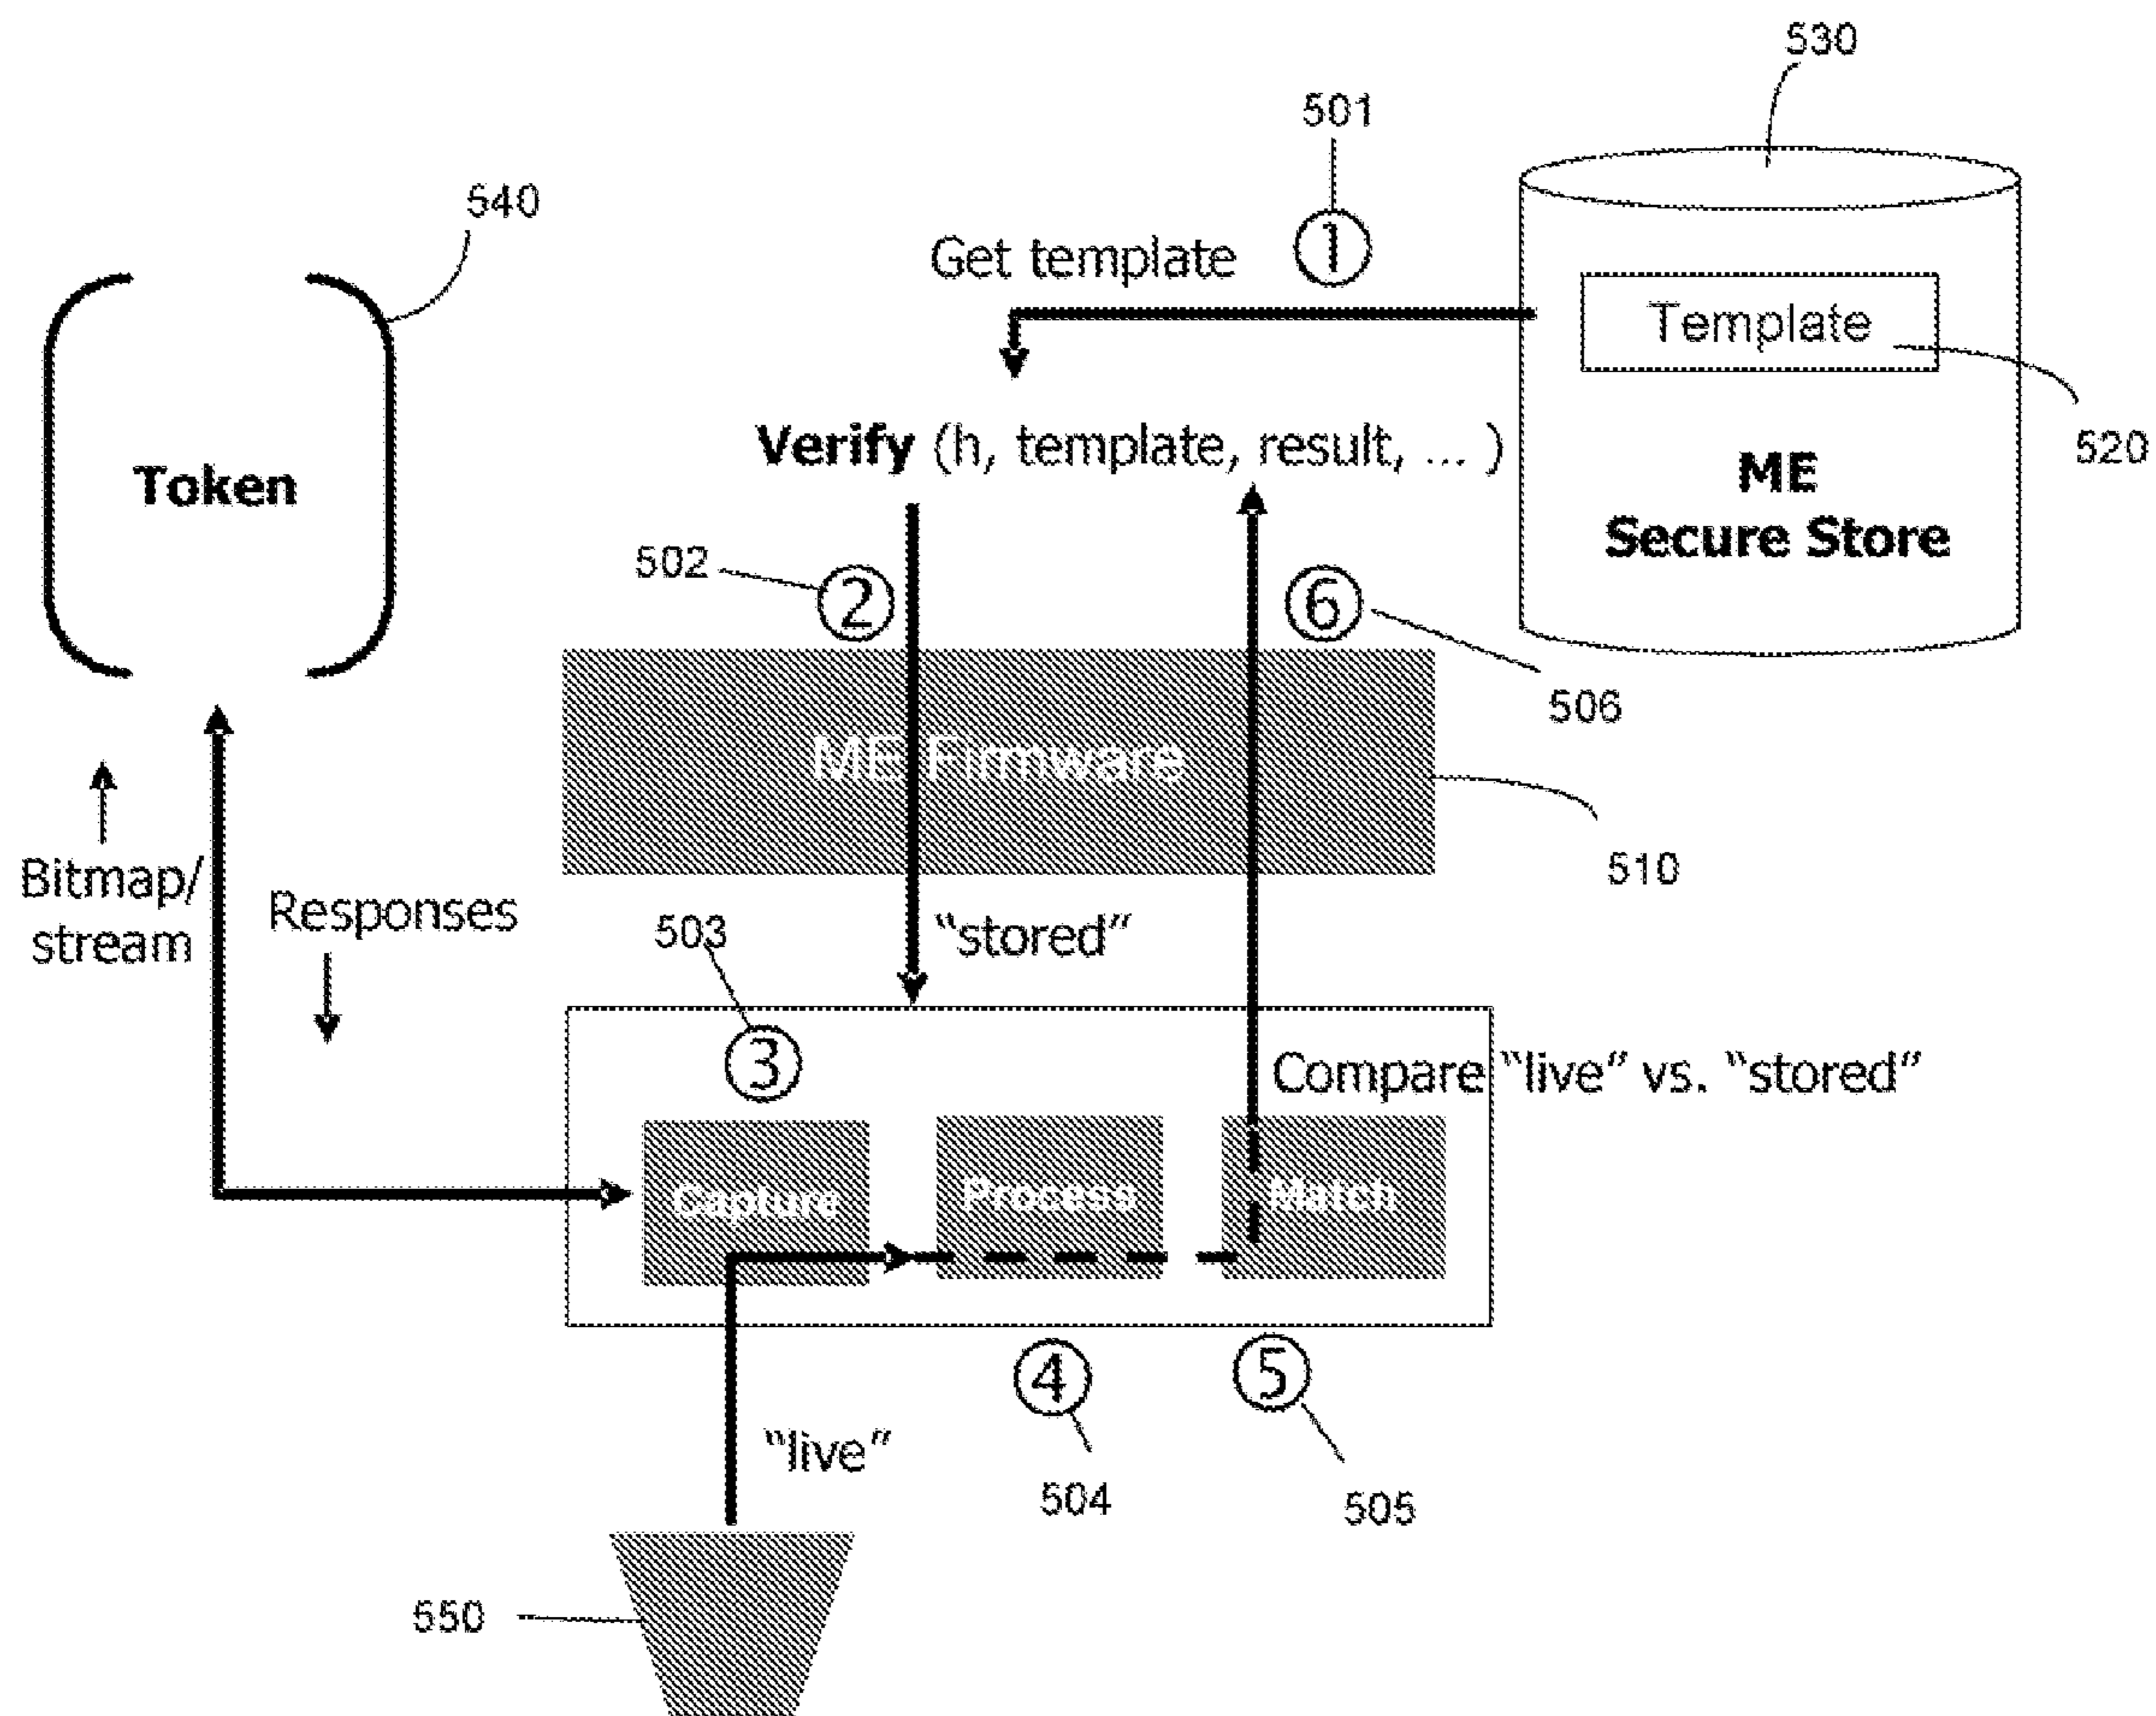 530
501
540
Get template
1
Template
520
Verify (h, template, result, ... )
ME
Secure Store
Token
502
2
6
506
ME Firmware
510
Bitmap/
stream
Responses
"stored"
503
3
Compare "live" vs. "stored"
Capture
Process
Match
4
5
"live"
504
505
550